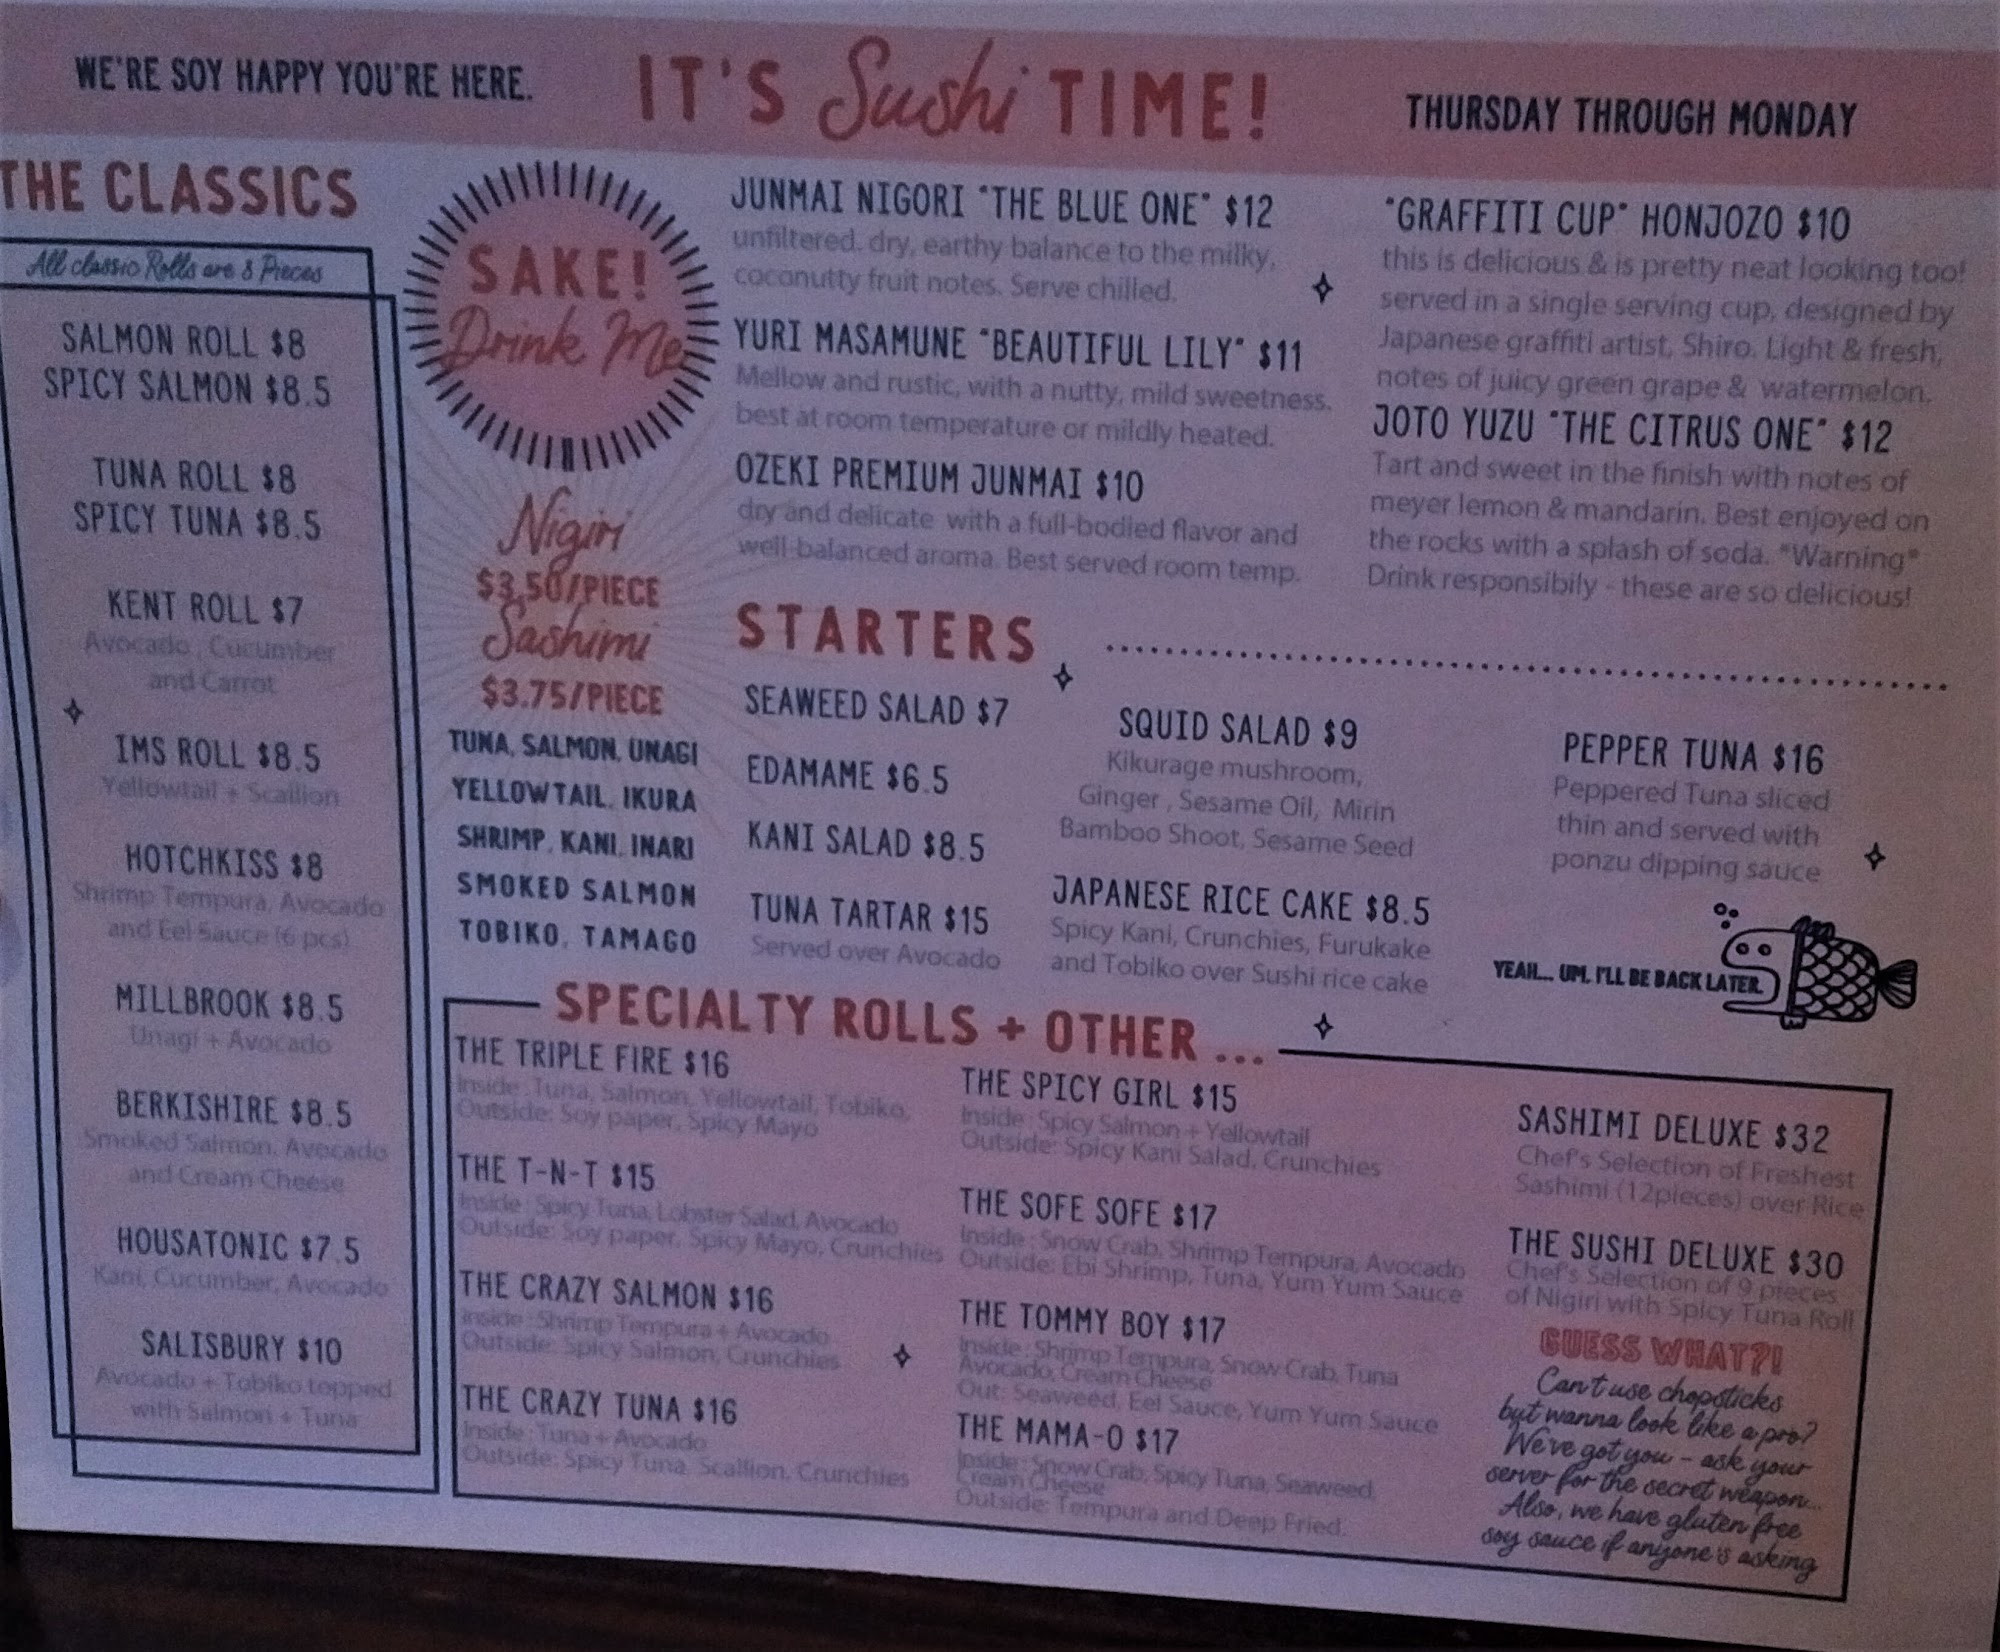 WE'RE SOY HAPPY YOU'RE HERE.
IT'S Sushi TIME!
THURSDAY THROUGH MONDAY
THE CLASSICS
All classic Rolls are 8 Pieces
SALMON ROLL $8
SPICY SALMON $8.5
TUNA ROLL $8
SPICY TUNA $8.5
KENT ROLL $7
Avocado, Cucumber
and Carrot
IMS ROLL $8.5
Yellowtail + Scallion
HOTCHKISS $8
Shrimp Tempura, Avocado
and Eel Sauce (6 pcs)
MILLBROOK $8.5
Unagi + Avocado
BERKISHIRE $8.5
Smoked Salmon, Avocado
and Cream Cheese
HOUSATONIC $7.5
Kani, Cucumber, Avocado
SALISBURY $10
Avocado + Tobiko topped
with Salmon + Tuna
SAKE!
Drink Me
Nigiri
$3.50/PIECE
Sashimi
$3.75/PIECE
TUNA, SALMON, UNAGI
YELLOWTAIL, IKURA
SHRIMP, KANI, INARI
SMOKED SALMON
TOBIKO, TAMAGO
JUNMAI NIGORI "THE BLUE ONE" $12
unfiltered. dry, earthy balance to the milky,
coconutty fruit notes. Serve chilled.
YURI MASAMUNE "BEAUTIFUL LILY" $11
Mellow and rustic, with a nutty, mild sweetness.
best at room temperature or mildly heated.
OZEKI PREMIUM JUNMAI $10
dry and delicate with a full-bodied flavor and
well-balanced aroma. Best served room temp.
"GRAFFITI CUP" HONJOZO $10
this is delicious & is pretty neat looking too!
served in a single serving cup, designed by
Japanese graffiti artist, Shiro. Light & fresh,
notes of juicy green grape & watermelon.
JOTO YUZU "THE CITRUS ONE" $12
Tart and sweet in the finish with notes of
meyer lemon & mandarin. Best enjoyed on
the rocks with a splash of soda. *Warning*
Drink responsibily - these are so delicious!
STARTERS
SEAWEED SALAD $7
EDAMAME $6.5
KANI SALAD $8.5
TUNA TARTAR $15
Served over Avocado
SQUID SALAD $9
Kikurage mushroom,
Ginger , Sesame Oil, Mirin
Bamboo Shoot, Sesame Seed
JAPANESE RICE CAKE $8.5
Spicy Kani, Crunchies, Furukake
and Tobiko over Sushi rice cake
PEPPER TUNA $16
Peppered Tuna sliced
thin and served with
ponzu dipping sauce
YEAH... UM, I'LL BE BACK LATER.
SPECIALTY ROLLS + OTHER ...
THE TRIPLE FIRE $16
Inside: Tuna, Salmon, Yellowtail, Tobiko,
Outside: Soy paper, Spicy Mayo
THE T-N-T $15
Inside : Spicy Tuna, Lobster Salad, Avocado
Outside: Soy paper, Spicy Mayo, Crunchies
THE CRAZY SALMON $16
Inside : Shrimp Tempura + Avocado
Outside: Spicy Salmon, Crunchies
THE CRAZY TUNA $16
Inside : Tuna + Avocado
Outside: Spicy Tuna, Scallion, Crunchies
THE SPICY GIRL $15
Inside : Spicy Salmon + Yellowtail
Outside: Spicy Kani Salad, Crunchies
THE SOFE SOFE $17
Inside : Snow Crab, Shrimp Tempura, Avocado
Outside: Ebi Shrimp, Tuna, Yum Yum Sauce
THE TOMMY BOY $17
Inside : Shrimp Tempura, Snow Crab, Tuna
Avocado, Cream Cheese
Out: Seaweed, Eel Sauce, Yum Yum Sauce
THE MAMA-O $17
Inside : Snow Crab, Spicy Tuna, Seaweed,
Cream Cheese
Outside: Tempura and Deep Fried.
SASHIMI DELUXE $32
Chef's Selection of Freshest
Sashimi (12pieces) over Rice
THE SUSHI DELUXE $30
Chef's Selection of 9 pieces
of Nigiri with Spicy Tuna Roll
GUESS WHAT?!
Can't use chopsticks
but wanna look like a pro?
We've got you - ask your
server for the secret weapon...
Also, we have gluten free
soy sauce if anyone's asking